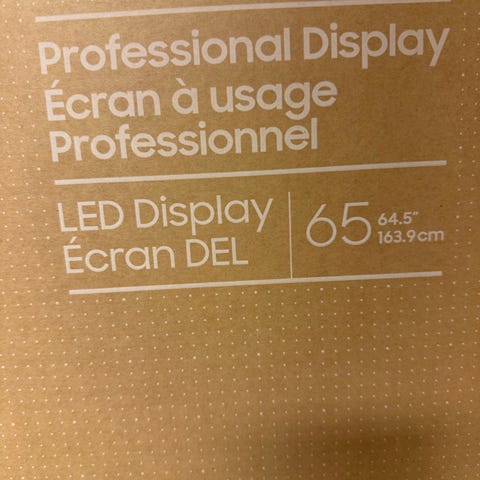 Professional Display
Écran à usage
Professionnel
LED Display
Écran DEL
65
64.5"
163.9cm